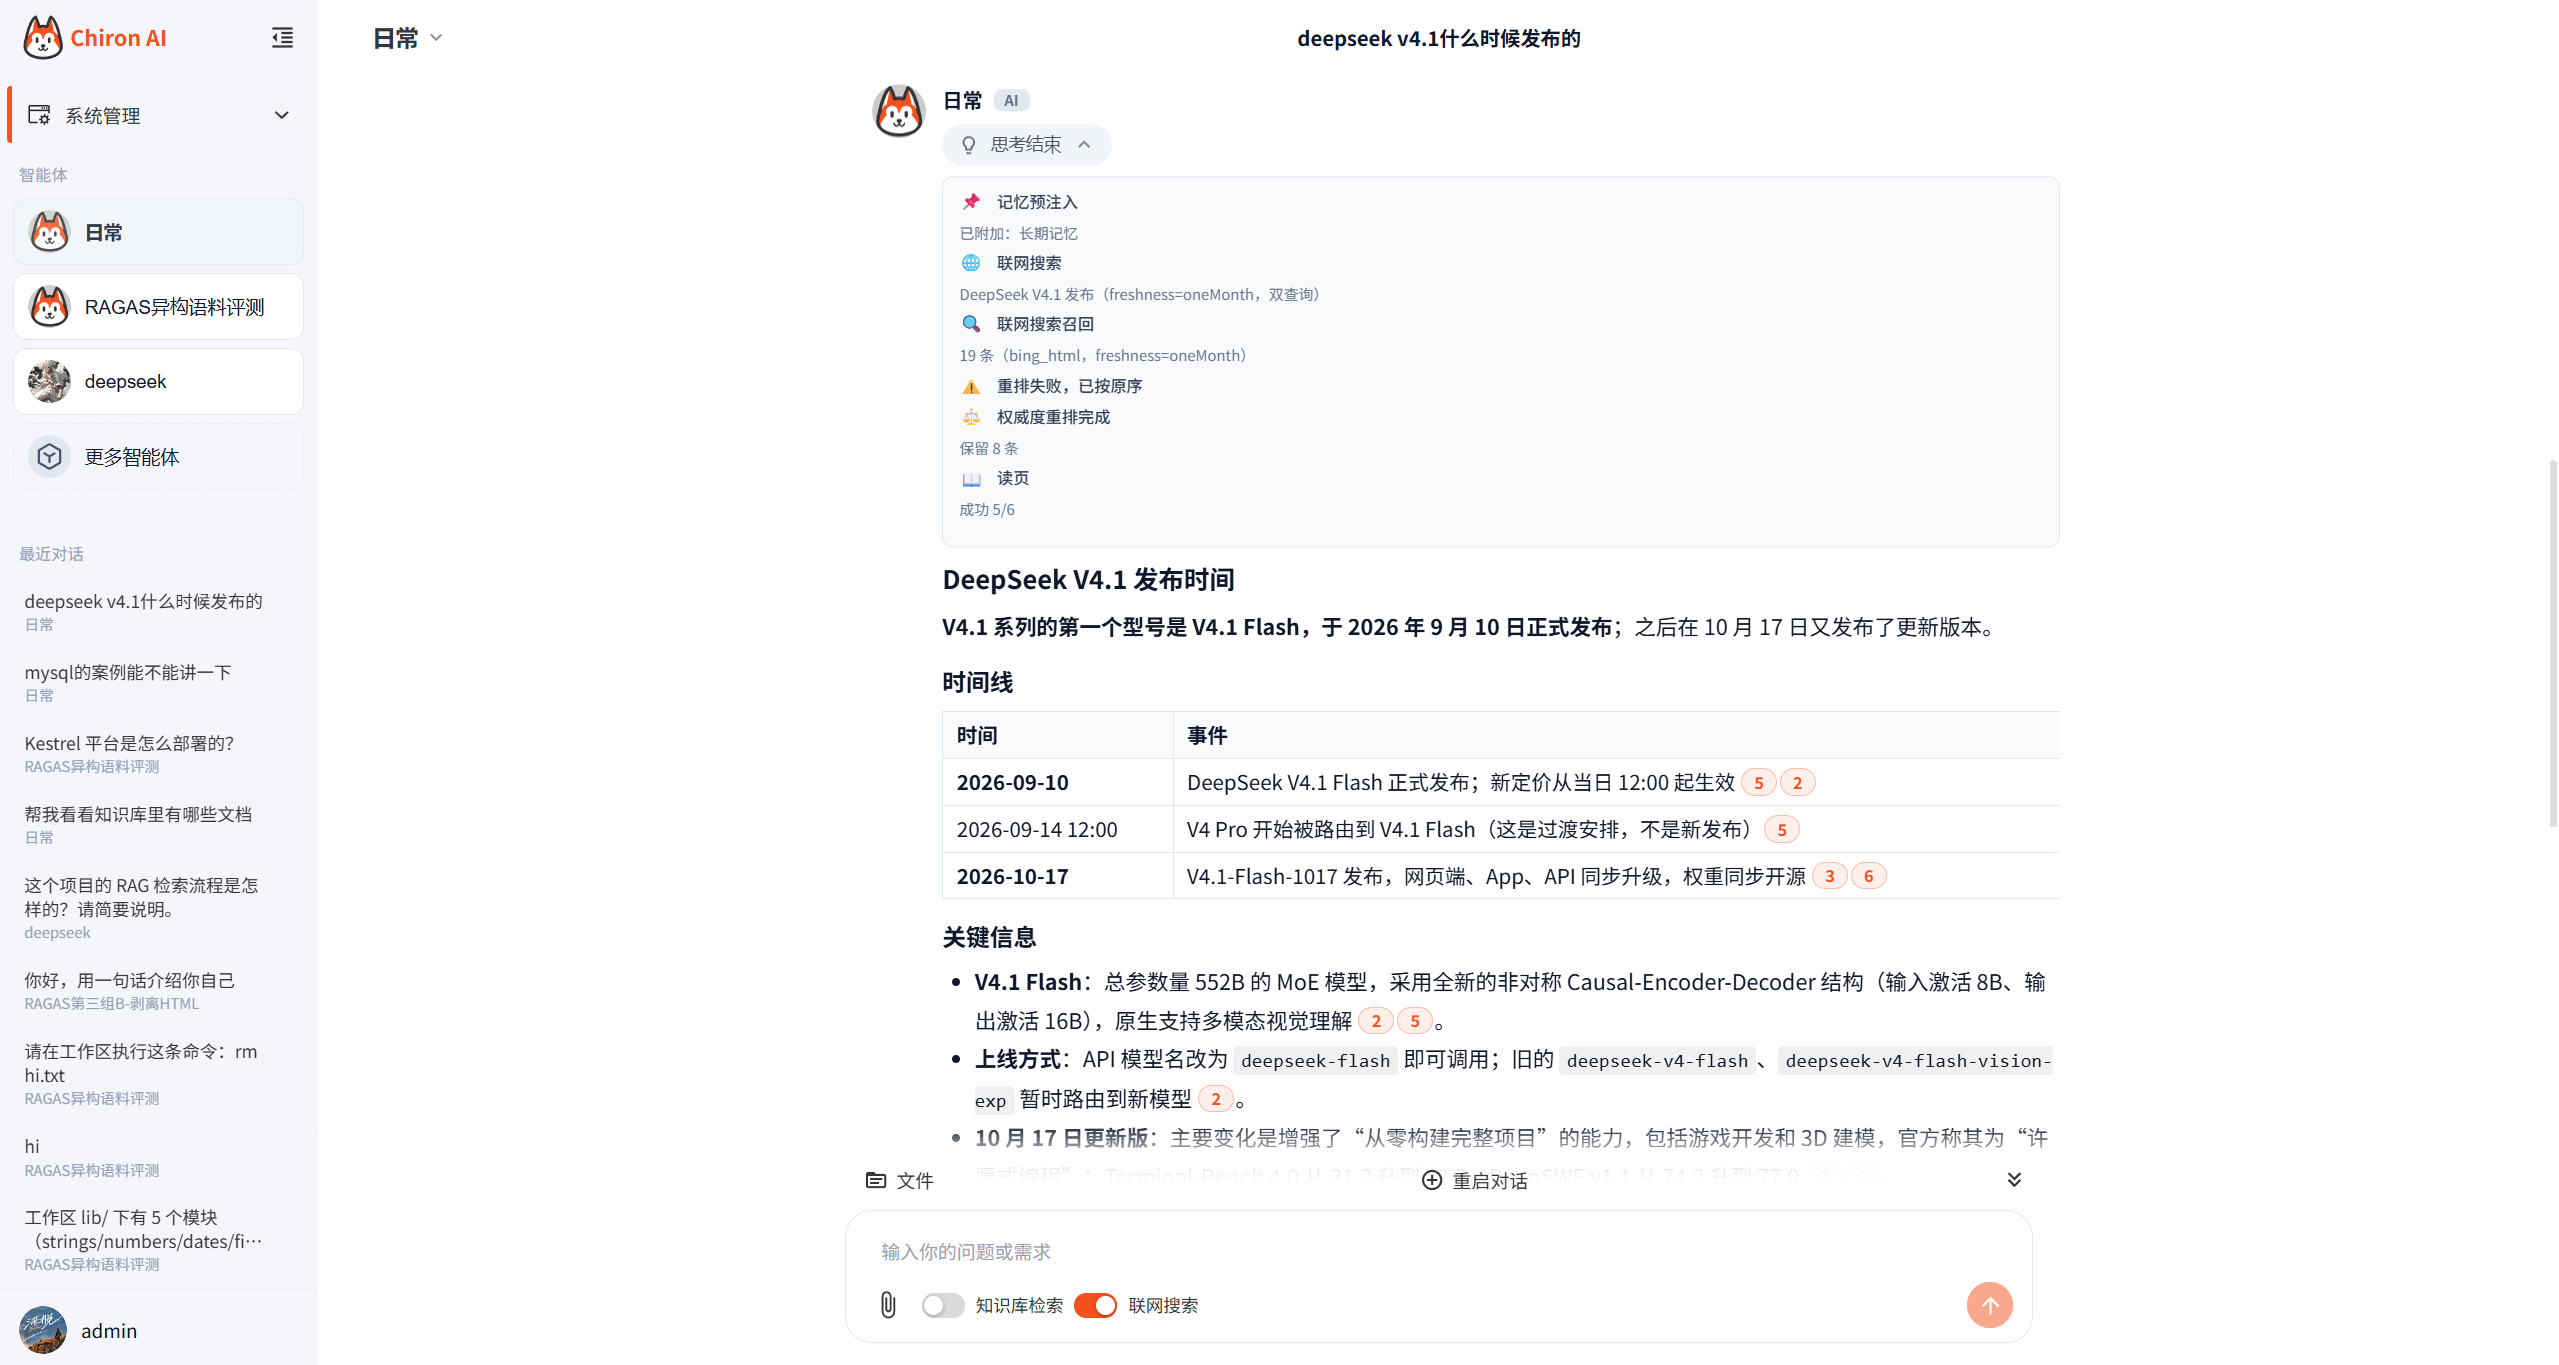 Chiron AI
系统管理
智能体
日常
RAGAS异构语料评测
deepseek
更多智能体
最近对话
deepseek v4.1什么时候发布的
日常
mysql的案例能不能讲一下
日常
Kestrel 平台是怎么部署的？
RAGAS异构语料评测
帮我看看知识库里有哪些文档
日常
这个项目的 RAG 检索流程是怎
样的？请简要说明。
deepseek
你好，用一句话介绍你自己
RAGAS第三组B-剥离HTML
请在工作区执行这条命令：rm
hi.txt
RAGAS异构语料评测
hi
RAGAS异构语料评测
工作区 lib/ 下有 5 个模块
（strings/numbers/dates/fi…
RAGAS异构语料评测
admin
日常
deepseek v4.1什么时候发布的
日常 AI
思考结束
记忆预注入
已附加：长期记忆
联网搜索
DeepSeek V4.1 发布（freshness=oneMonth，双查询）
联网搜索召回
19 条（bing_html，freshness=oneMonth）
重排失败，已按原序
权威度重排完成
保留 8 条
读页
成功 5/6
DeepSeek V4.1 发布时间
V4.1 系列的第一个型号是 V4.1 Flash，于 2026 年 9 月 10 日正式发布；之后在 10 月 17 日又发布了更新版本。
时间线
时间 事件
2026-09-10 DeepSeek V4.1 Flash 正式发布；新定价从当日 12:00 起生效 5 2
2026-09-14 12:00 V4 Pro 开始被路由到 V4.1 Flash（这是过渡安排，不是新发布） 5
2026-10-17 V4.1-Flash-1017 发布，网页端、App、API 同步升级，权重同步开源 3 6
关键信息
V4.1 Flash：总参数量 552B 的 MoE 模型，采用全新的非对称 Causal-Encoder-Decoder 结构（输入激活 8B、输
出激活 16B），原生支持多模态视觉理解 2 5 。
上线方式：API 模型名改为 deepseek-flash 即可调用；旧的 deepseek-v4-flash 、 deepseek-v4-flash-vision-
exp 暂时路由到新模型 2 。
10 月 17 日更新版：主要变化是增强了“从零构建完整项目”的能力，包括游戏开发和 3D 建模，官方称其为“许
愿式编程”；Terminal-Bench 4.0 从 31.2 升到 DeepSWE v1.1 从 74.2 升到 77.0
文件
重启对话
输入你的问题或需求
知识库检索
联网搜索